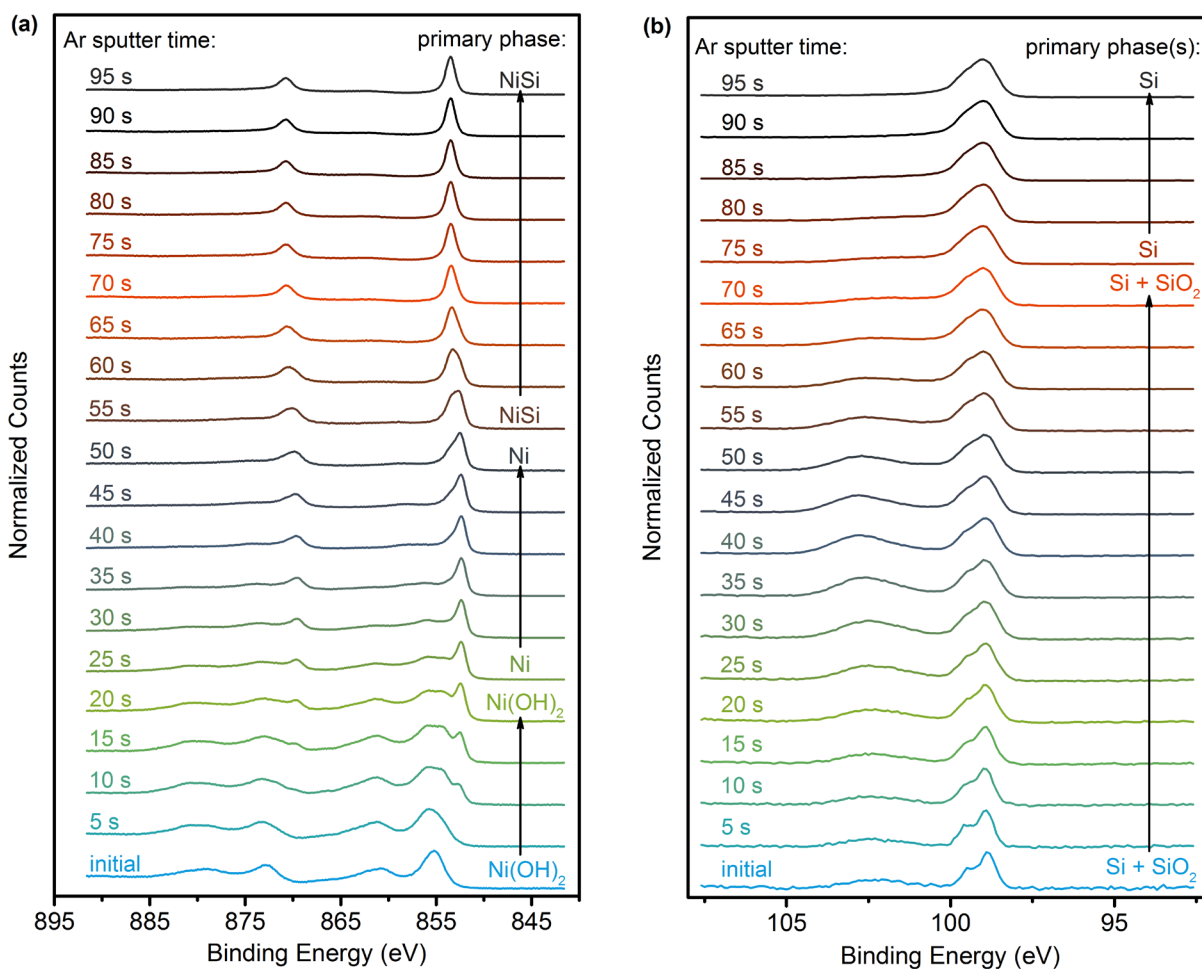 (a)
Ar sputter time: primary phase:
95 s NiSi
90 s
85 s
80 s
75 s
70 s
65 s
60 s
55 s NiSi
50 s Ni
45 s
40 s
35 s
30 s
25 s Ni
20 s Ni(OH)₂
15 s
10 s
5 s
initial Ni(OH)₂
Normalized Counts
895 885 875 865 855 845
Binding Energy (eV)
(b)
Ar sputter time: primary phase(s):
95 s Si
90 s
85 s
80 s
75 s Si
70 s Si + SiO₂
65 s
60 s
55 s
50 s
45 s
40 s
35 s
30 s
25 s
20 s
15 s
10 s
5 s
initial Si + SiO₂
Normalized Counts
105 100 95
Binding Energy (eV)